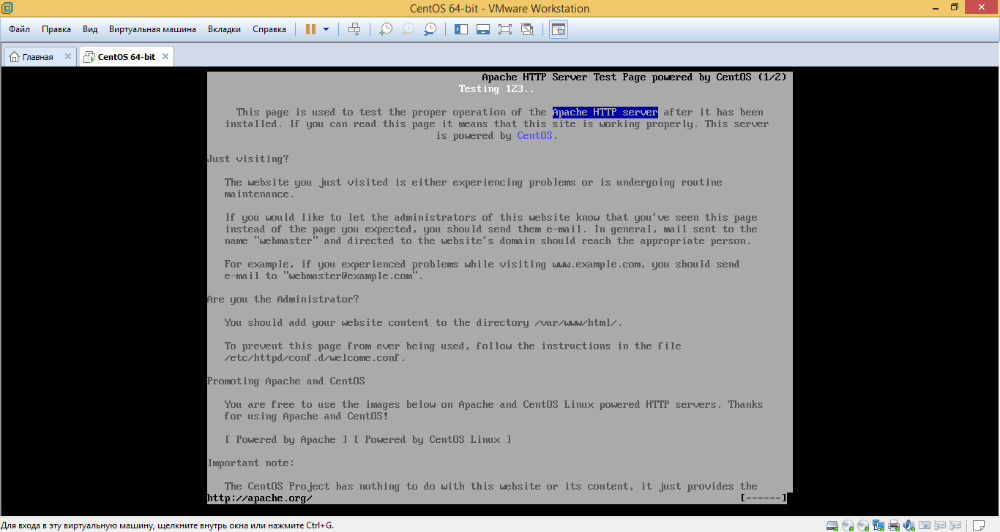 CentOS 64-bit - VMware Workstation
Файл Правка Вид Виртуальная машина Вкладки Справка
Главная CentOS 64-bit
Apache HTTP Server Test Page powered by CentOS (1/2)
Testing 123..
This page is used to test the proper operation of the Apache HTTP server after it has been
installed. If you can read this page it means that this site is working properly. This server
is powered by CentOS.
Just visiting?
The website you just visited is either experiencing problems or is undergoing routine
maintenance.
If you would like to let the administrators of this website know that you've seen this page
instead of the page you expected, you should send them e-mail. In general, mail sent to the
name "webmaster" and directed to the website's domain should reach the appropriate person.
For example, if you experienced problems while visiting www.example.com, you should send
e-mail to "webmaster@example.com".
Are you the Administrator?
You should add your website content to the directory /var/www/html/.
To prevent this page from ever being used, follow the instructions in the file
/etc/httpd/conf.d/welcome.conf.
Promoting Apache and CentOS
You are free to use the images below on Apache and CentOS Linux powered HTTP servers. Thanks
for using Apache and CentOS!
[ Powered by Apache ] [ Powered by CentOS Linux ]
Important note:
The CentOS Project has nothing to do with this website or its content, it just provides the
http://apache.org/ [------]
Для входа в эту виртуальную машину, щелкните внутрь окна или нажмите Ctrl+G.